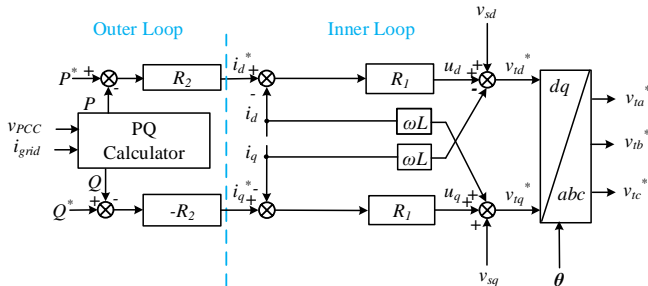 Outer Loop
Inner Loop
v_sd
P* + -
R_2
i_d* + -
R_1
u_d + + -
v_td*
dq
v_ta*
P
v_PCC
i_grid
PQ
Calculator
i_d
ωL
v_tb*
i_q
ωL
Q
Q* + -
-R_2
i_q* - +
R_1
u_q + + +
v_tq*
abc
v_tc*
v_sq
θ